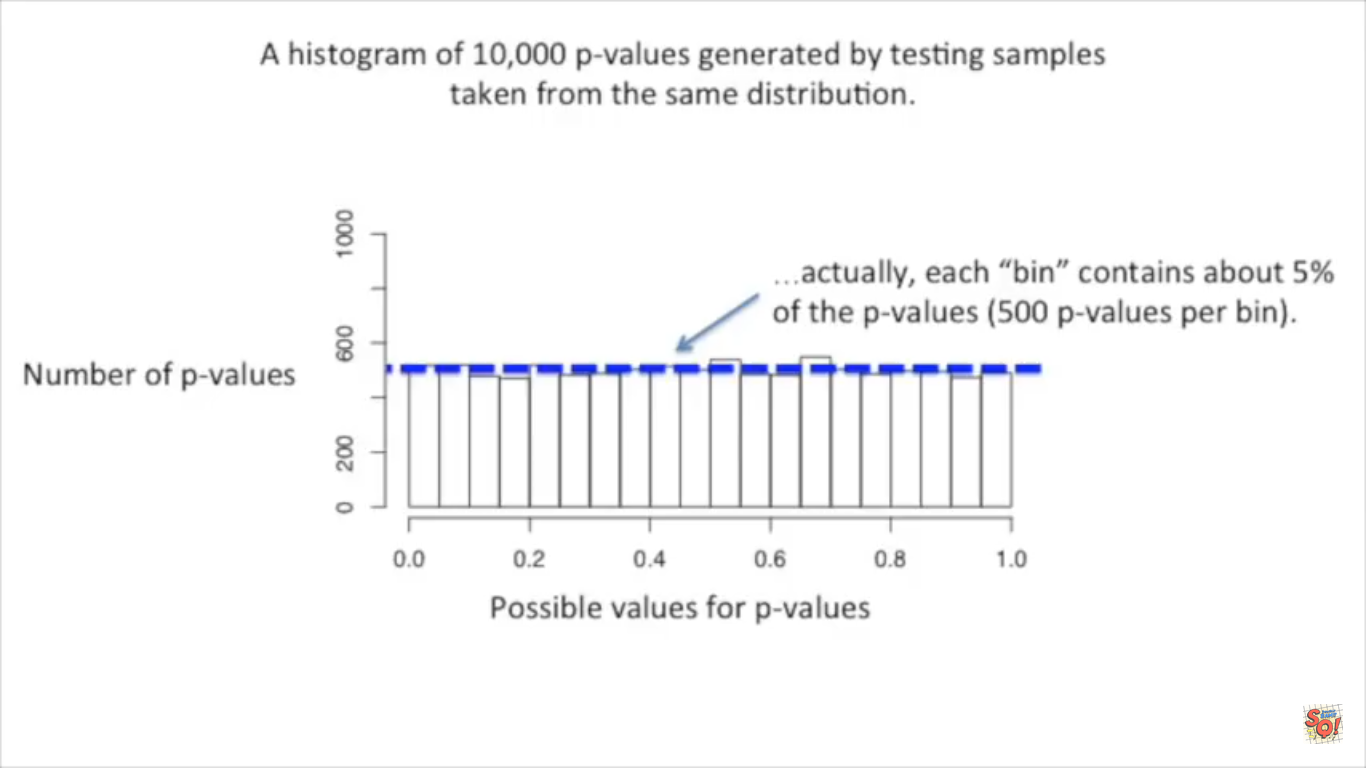 A histogram of 10,000 p-values generated by testing samples
taken from the same distribution.
1000
…actually, each “bin” contains about 5%
of the p-values (500 p-values per bin).
600
Number of p-values
200
0
0.0 0.2 0.4 0.6 0.8 1.0
Possible values for p-values
SQ!